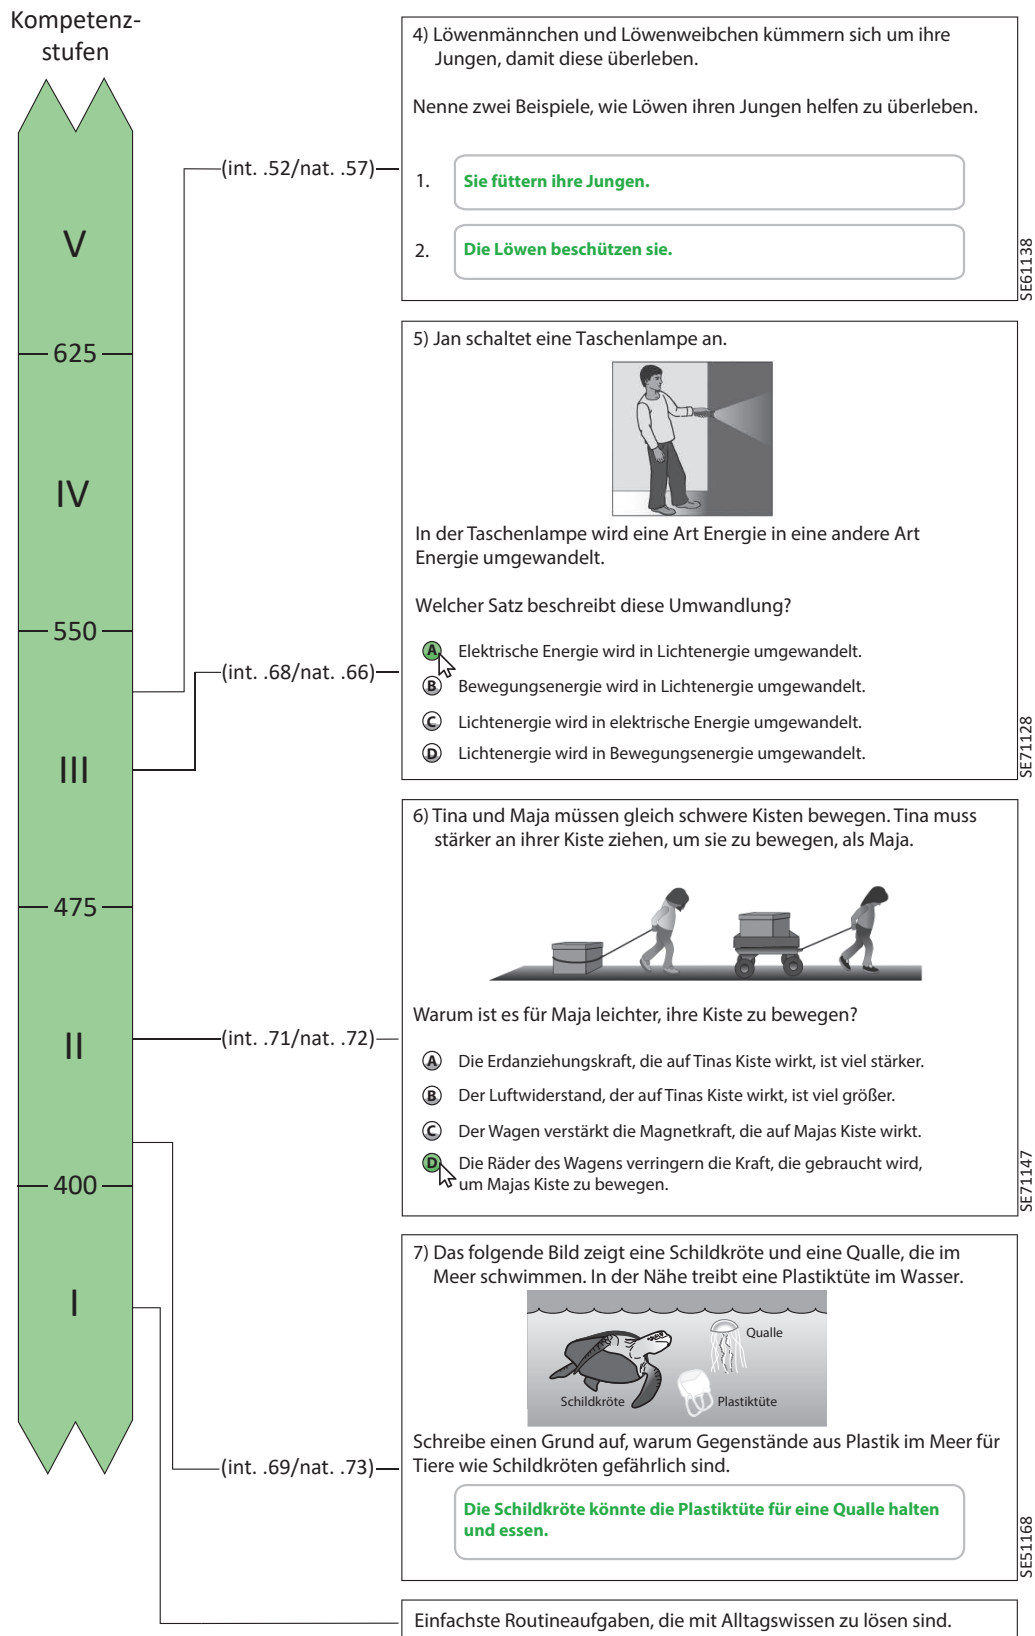 Kompetenz-
stufen
V
625
IV
550
III
475
II
400
I
(int. .52/nat. .57)
4) Löwenmännchen und Löwenweibchen kümmern sich um ihre
Jungen, damit diese überleben.
Nenne zwei Beispiele, wie Löwen ihren Jungen helfen zu überleben.
1. Sie füttern ihre Jungen.
2. Die Löwen beschützen sie.
SE61138
(int. .68/nat. .66)
5) Jan schaltet eine Taschenlampe an.
In der Taschenlampe wird eine Art Energie in eine andere Art
Energie umgewandelt.
Welcher Satz beschreibt diese Umwandlung?
A Elektrische Energie wird in Lichtenergie umgewandelt.
B Bewegungsenergie wird in Lichtenergie umgewandelt.
C Lichtenergie wird in elektrische Energie umgewandelt.
D Lichtenergie wird in Bewegungsenergie umgewandelt.
SE71128
(int. .71/nat. .72)
6) Tina und Maja müssen gleich schwere Kisten bewegen. Tina muss
stärker an ihrer Kiste ziehen, um sie zu bewegen, als Maja.
Warum ist es für Maja leichter, ihre Kiste zu bewegen?
A Die Erdanziehungskraft, die auf Tinas Kiste wirkt, ist viel stärker.
B Der Luftwiderstand, der auf Tinas Kiste wirkt, ist viel größer.
C Der Wagen verstärkt die Magnetkraft, die auf Majas Kiste wirkt.
D Die Räder des Wagens verringern die Kraft, die gebraucht wird,
um Majas Kiste zu bewegen.
SE71147
(int. .69/nat. .73)
7) Das folgende Bild zeigt eine Schildkröte und eine Qualle, die im
Meer schwimmen. In der Nähe treibt eine Plastiktüte im Wasser.
Qualle
Schildkröte
Plastiktüte
Schreibe einen Grund auf, warum Gegenstände aus Plastik im Meer für
Tiere wie Schildkröten gefährlich sind.
Die Schildkröte könnte die Plastiktüte für eine Qualle halten
und essen.
SE51168
Einfachste Routineaufgaben, die mit Alltagswissen zu lösen sind.